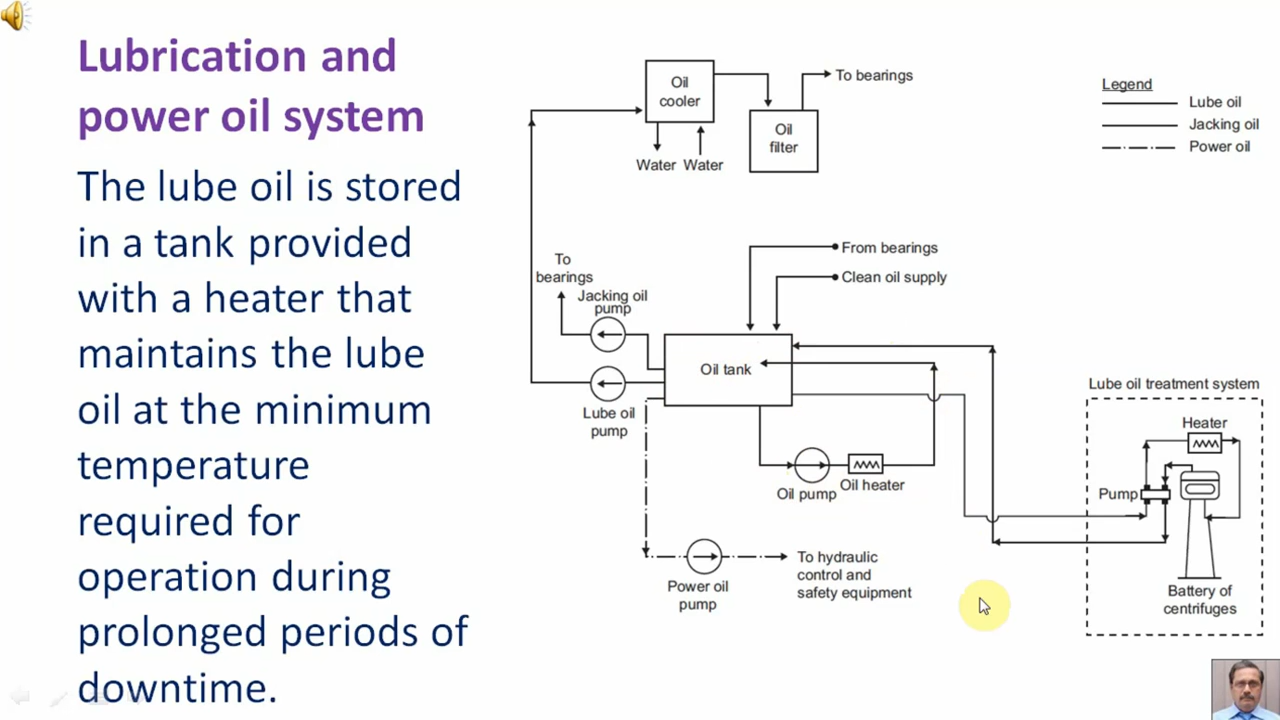 Lubrication and
power oil system
The lube oil is stored
in a tank provided
with a heater that
maintains the lube
oil at the minimum
temperature
required for
operation during
prolonged periods of
downtime.
Oil
cooler
To bearings
Oil
filter
Water
Water
Legend
Lube oil
Jacking oil
Power oil
From bearings
Clean oil supply
To
bearings
Jacking oil
pump
Oil tank
Lube oil
pump
Oil pump
Oil heater
Power oil
pump
To hydraulic
control and
safety equipment
Lube oil treatment system
Heater
Pump
Battery of
centrifuges